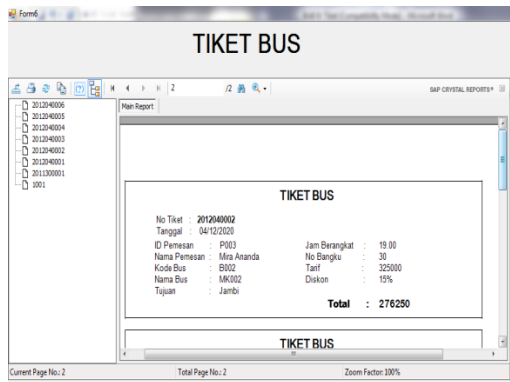 Form6
TIKET BUS
2 /2 SAP CRYSTAL REPORTS®
2012040006
2012040005
2012040004
2012040003
2012040002
2012040001
2011300001
1001
Main Report
TIKET BUS
No Tiket : 2012040002
Tanggal : 04/12/2020
ID Pemesan : P003 Jam Berangkat : 19.00
Nama Pemesan : Mira Ananda No Bangku : 30
Kode Bus : B002 Tarif : 325000
Nama Bus : MK002 Diskon : 15%
Tujuan : Jambi
Total : 276250
TIKET BUS
Current Page No.: 2 Total Page No.: 2 Zoom Factor: 100%